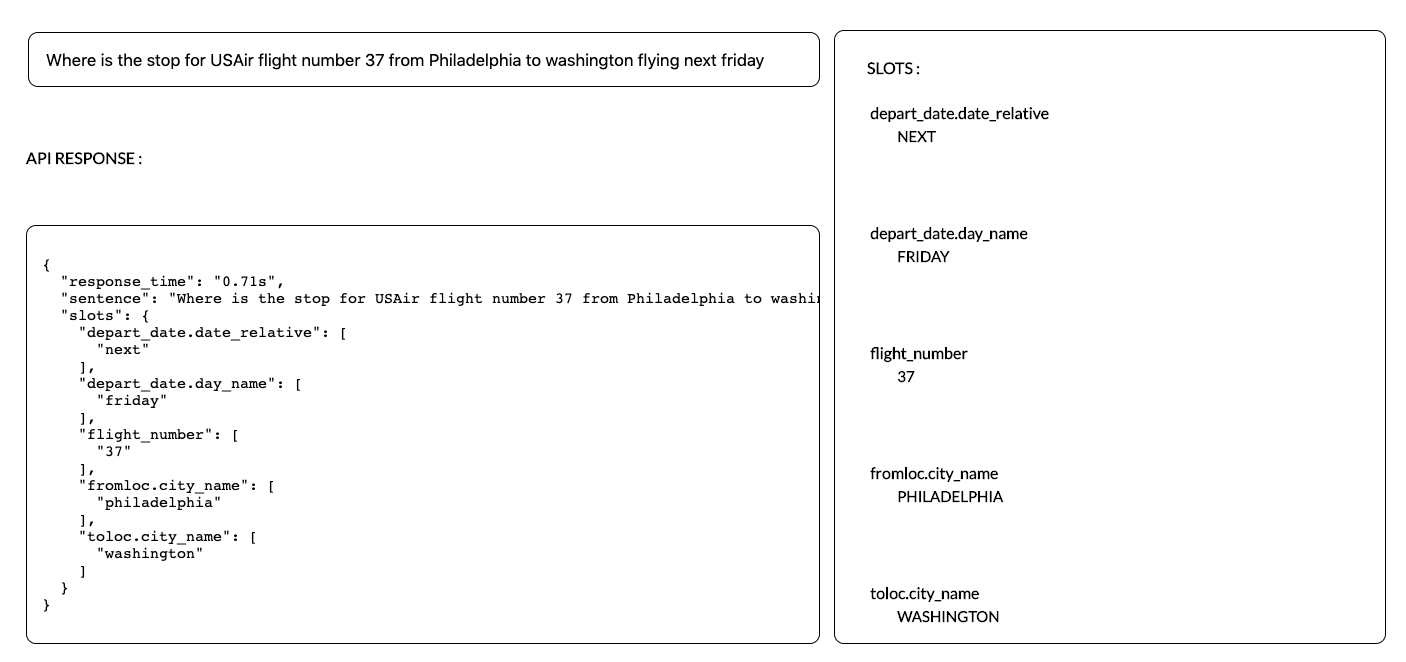 Where is the stop for USAir flight number 37 from Philadelphia to washington flying next friday
API RESPONSE :
{
  "response_time": "0.71s",
  "sentence": "Where is the stop for USAir flight number 37 from Philadelphia to washin
  "slots": {
    "depart_date.date_relative": [
      "next"
    ],
    "depart_date.day_name": [
      "friday"
    ],
    "flight_number": [
      "37"
    ],
    "fromloc.city_name": [
      "philadelphia"
    ],
    "toloc.city_name": [
      "washington"
    ]
  }
}
SLOTS :
depart_date.date_relative
NEXT
depart_date.day_name
FRIDAY
flight_number
37
fromloc.city_name
PHILADELPHIA
toloc.city_name
WASHINGTON